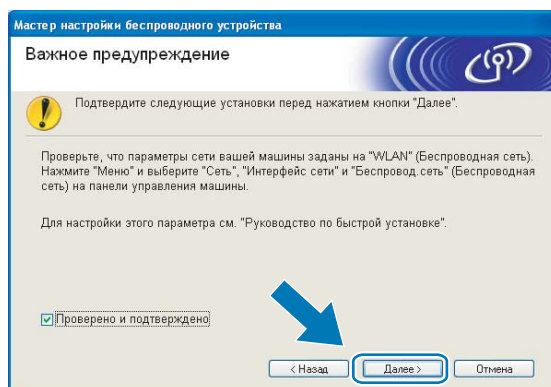 Мастер настройки беспроводного устройства
Важное предупреждение
Подтвердите следующие установки перед нажатием кнопки "Далее".
Проверьте, что параметры сети вашей машины заданы на "WLAN" (Беспроводная сеть).
Нажмите "Меню" и выберите "Сеть", "Интерфейс сети" и "Беспровод.сеть" (Беспроводная
сеть) на панели управления машины.
Для настройки этого параметра см. "Руководство по быстрой установке".
Проверено и подтверждено
< Назад
Далее >
Отмена